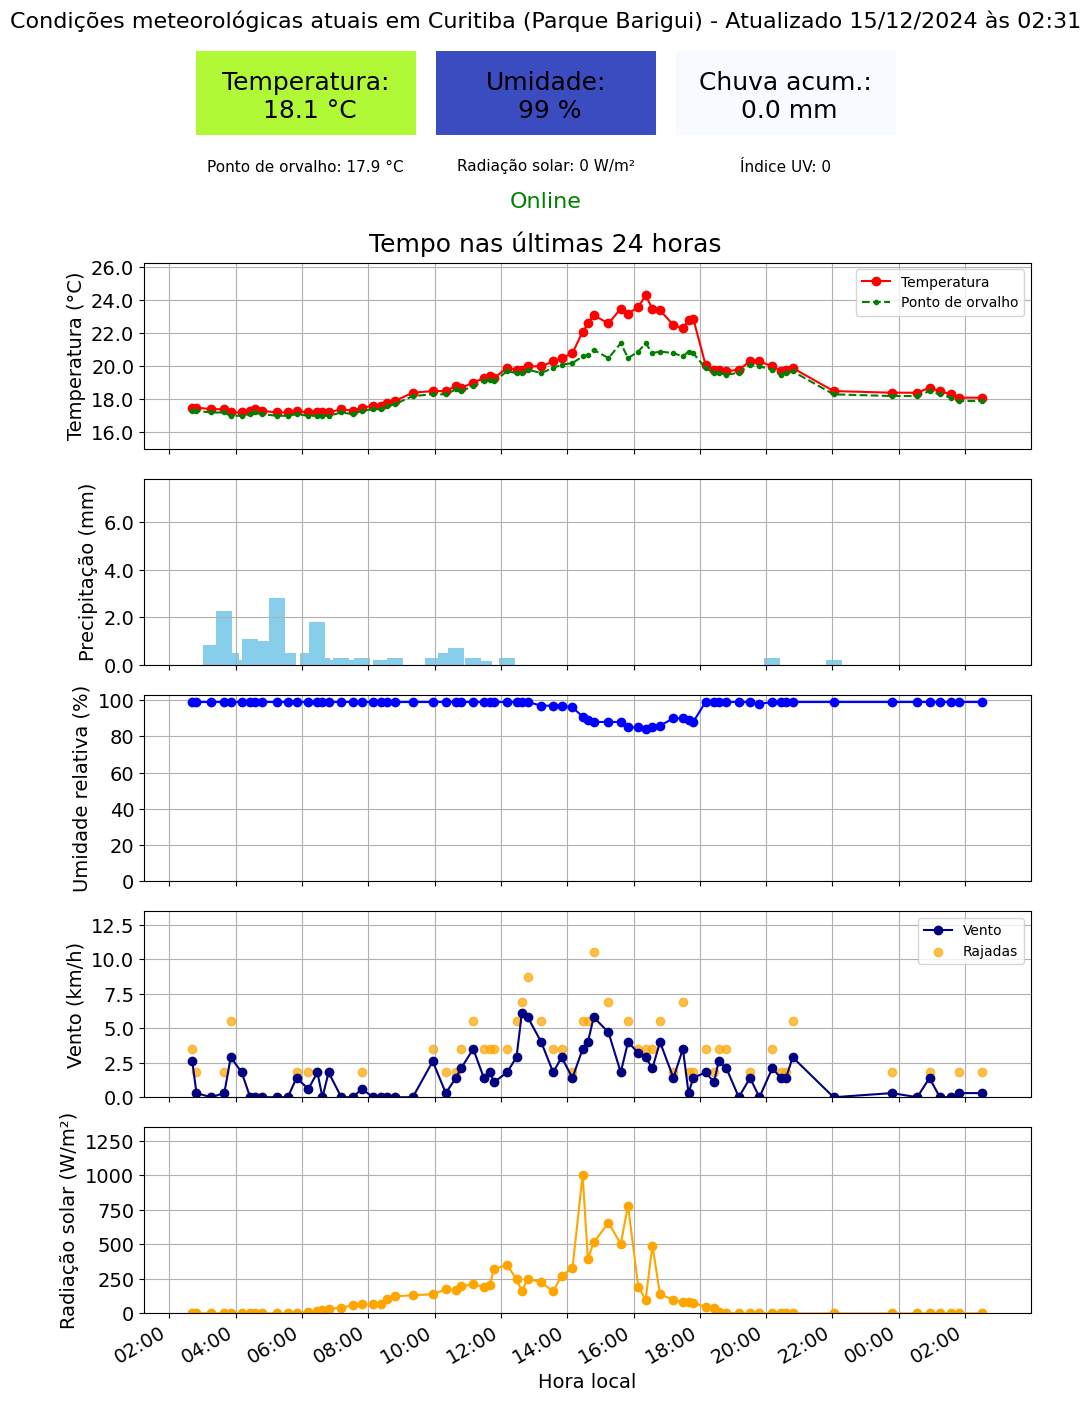 Condições meteorológicas atuais em Curitiba (Parque Barigui) - Atualizado 15/12/2024 às 02:31
Temperatura:
18.1 °C
Umidade:
99 %
Chuva acum.:
0.0 mm
Ponto de orvalho: 17.9 °C
Radiação solar: 0 W/m²
Índice UV: 0
Online
Tempo nas últimas 24 horas
Temperatura (°C)
26.0
24.0
22.0
20.0
18.0
16.0
Temperatura
Ponto de orvalho
Precipitação (mm)
6.0
4.0
2.0
0.0
Umidade relativa (%)
100
80
60
40
20
0
Vento (km/h)
12.5
10.0
7.5
5.0
2.5
0.0
Vento
Rajadas
Radiação solar (W/m²)
1250
1000
750
500
250
0
02:00
04:00
06:00
08:00
10:00
12:00
14:00
16:00
18:00
20:00
22:00
00:00
02:00
Hora local